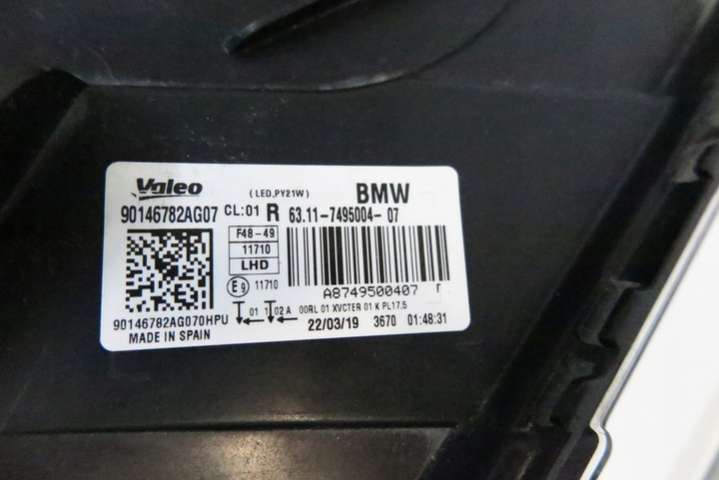 Valeo (LED,PY21W) BMW
90146782AG07 CL:01 R 63.11-7495004-07
F48-49
11710
LHD
E9 11710
A8749500407 r
01 1 02 A 00RL 01 XVCTER 01 K PL17.5
90146782AG070HPU 22/03/19 3670 01:48:31
MADE IN SPAIN